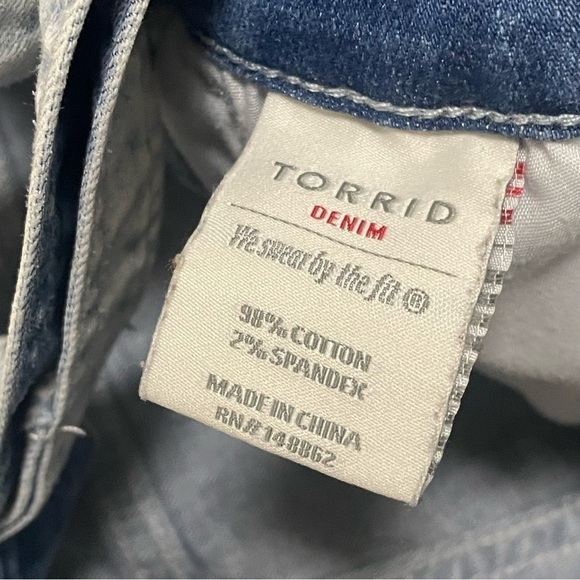 TORRID
DENIM
We swear by the fit®
98% COTTON
2% SPANDEX
MADE IN CHINA
RN# 148862